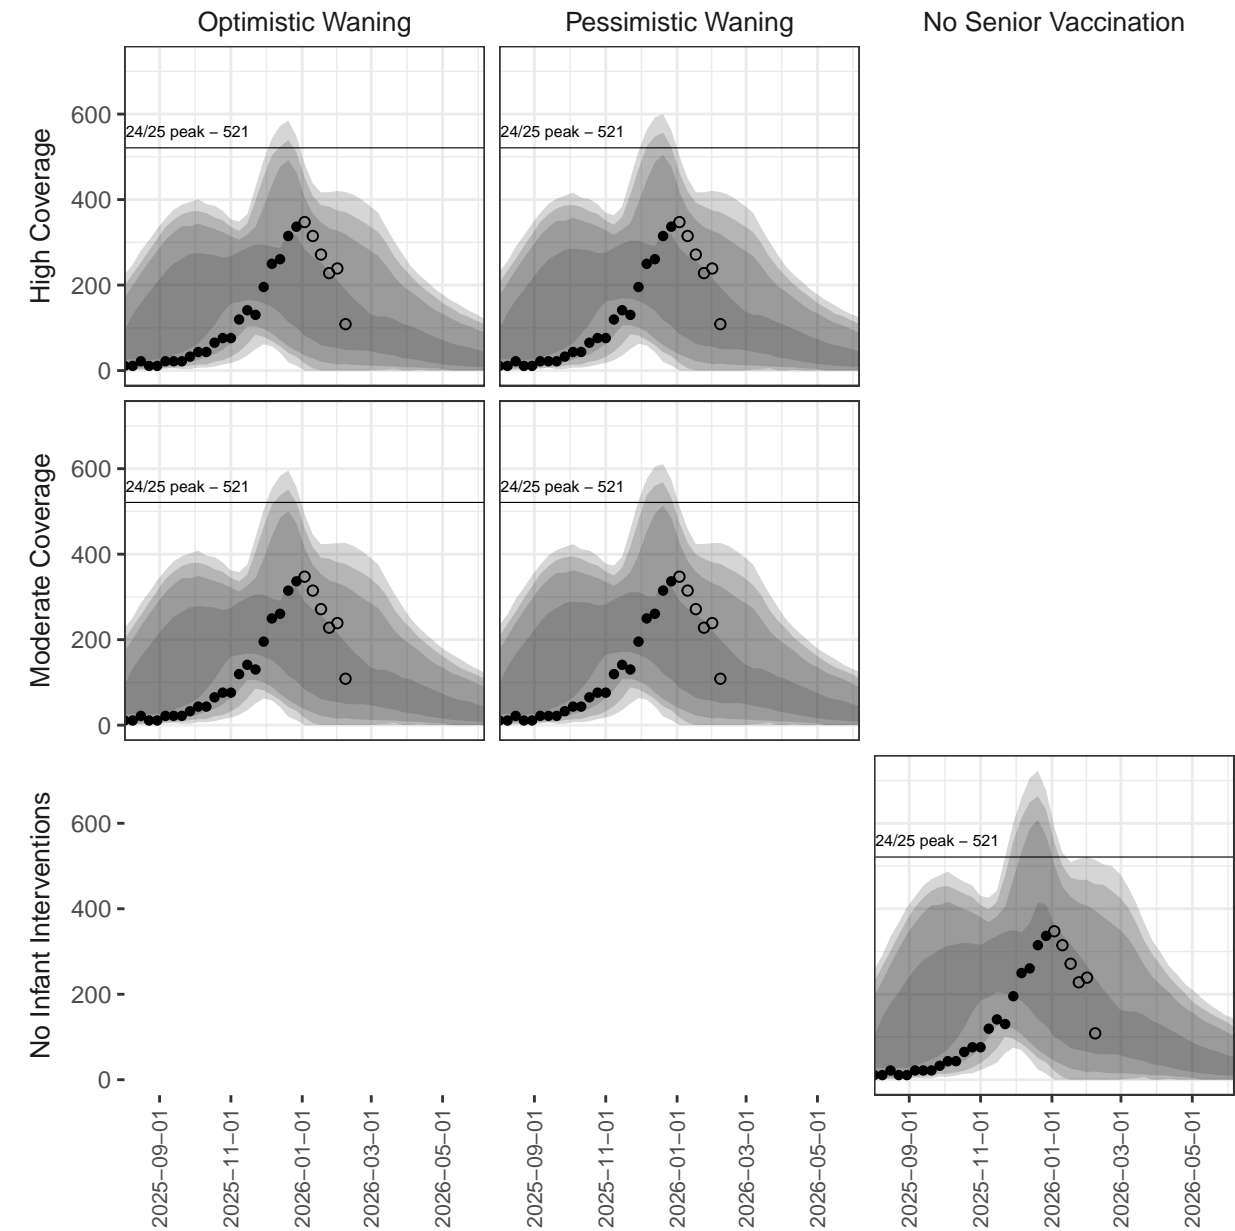 Optimistic Waning
Pessimistic Waning
No Senior Vaccination
High Coverage
600
400
200
0
24/25 peak – 521
24/25 peak – 521
Moderate Coverage
600
400
200
0
24/25 peak – 521
24/25 peak – 521
No Infant Interventions
600
400
200
0
24/25 peak – 521
2025−09−01
2025−11−01
2026−01−01
2026−03−01
2026−05−01
2025−09−01
2025−11−01
2026−01−01
2026−03−01
2026−05−01
2025−09−01
2025−11−01
2026−01−01
2026−03−01
2026−05−01